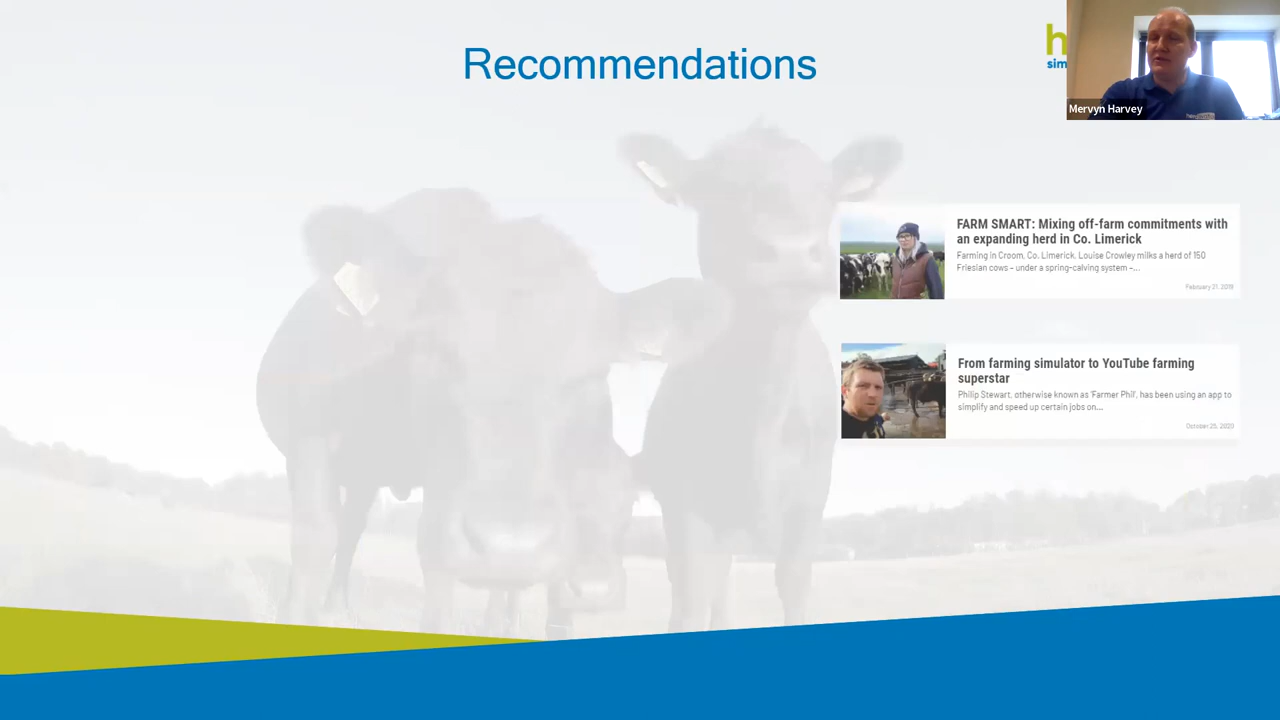 Recommendations
h
sim
Mervyn Harvey
FARM SMART: Mixing off-farm commitments with
an expanding herd in Co. Limerick
Farming in Croom, Co. Limerick, Louise Crowley milks a herd of 150
Friesian cows – under a spring-calving system –...
February 21, 2019
From farming simulator to YouTube farming
superstar
Philip Stewart, otherwise known as 'Farmer Phil', has been using an app to
simplify and speed up certain jobs on...
October 25, 2020